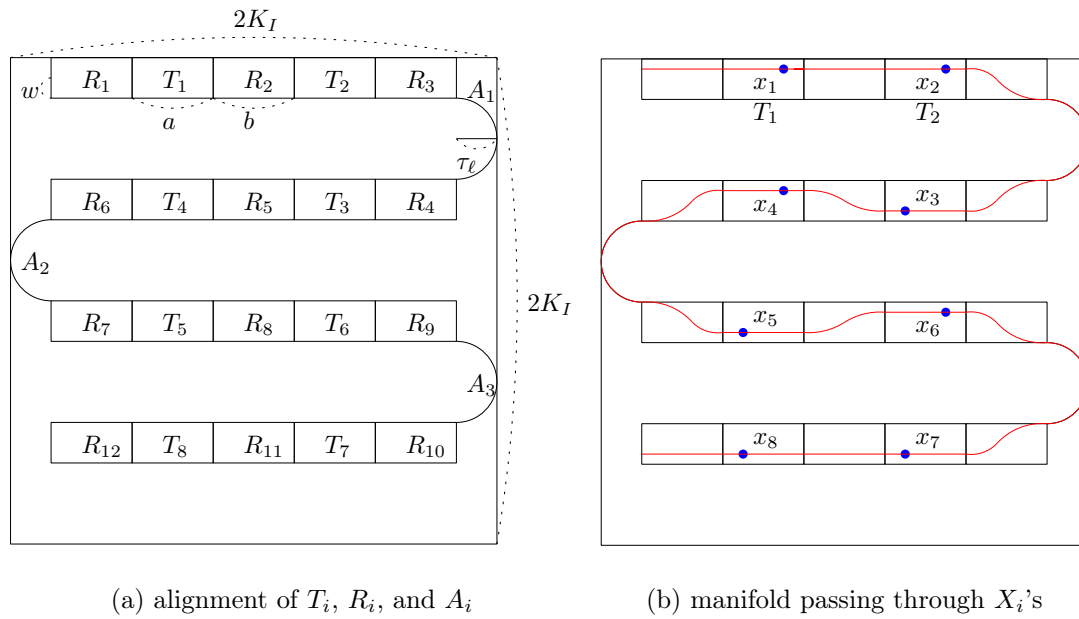 2K_I
R_1 T_1 R_2 T_2 R_3
w
A_1
a b
τ_ℓ
R_6 T_4 R_5 T_3 R_4
A_2
2K_I
R_7 T_5 R_8 T_6 R_9
A_3
R_12 T_8 R_11 T_7 R_10
(a) alignment of T_i, R_i, and A_i
x_1 x_2
T_1 T_2
x_4 x_3
x_5 x_6
x_8 x_7
(b) manifold passing through X_i's